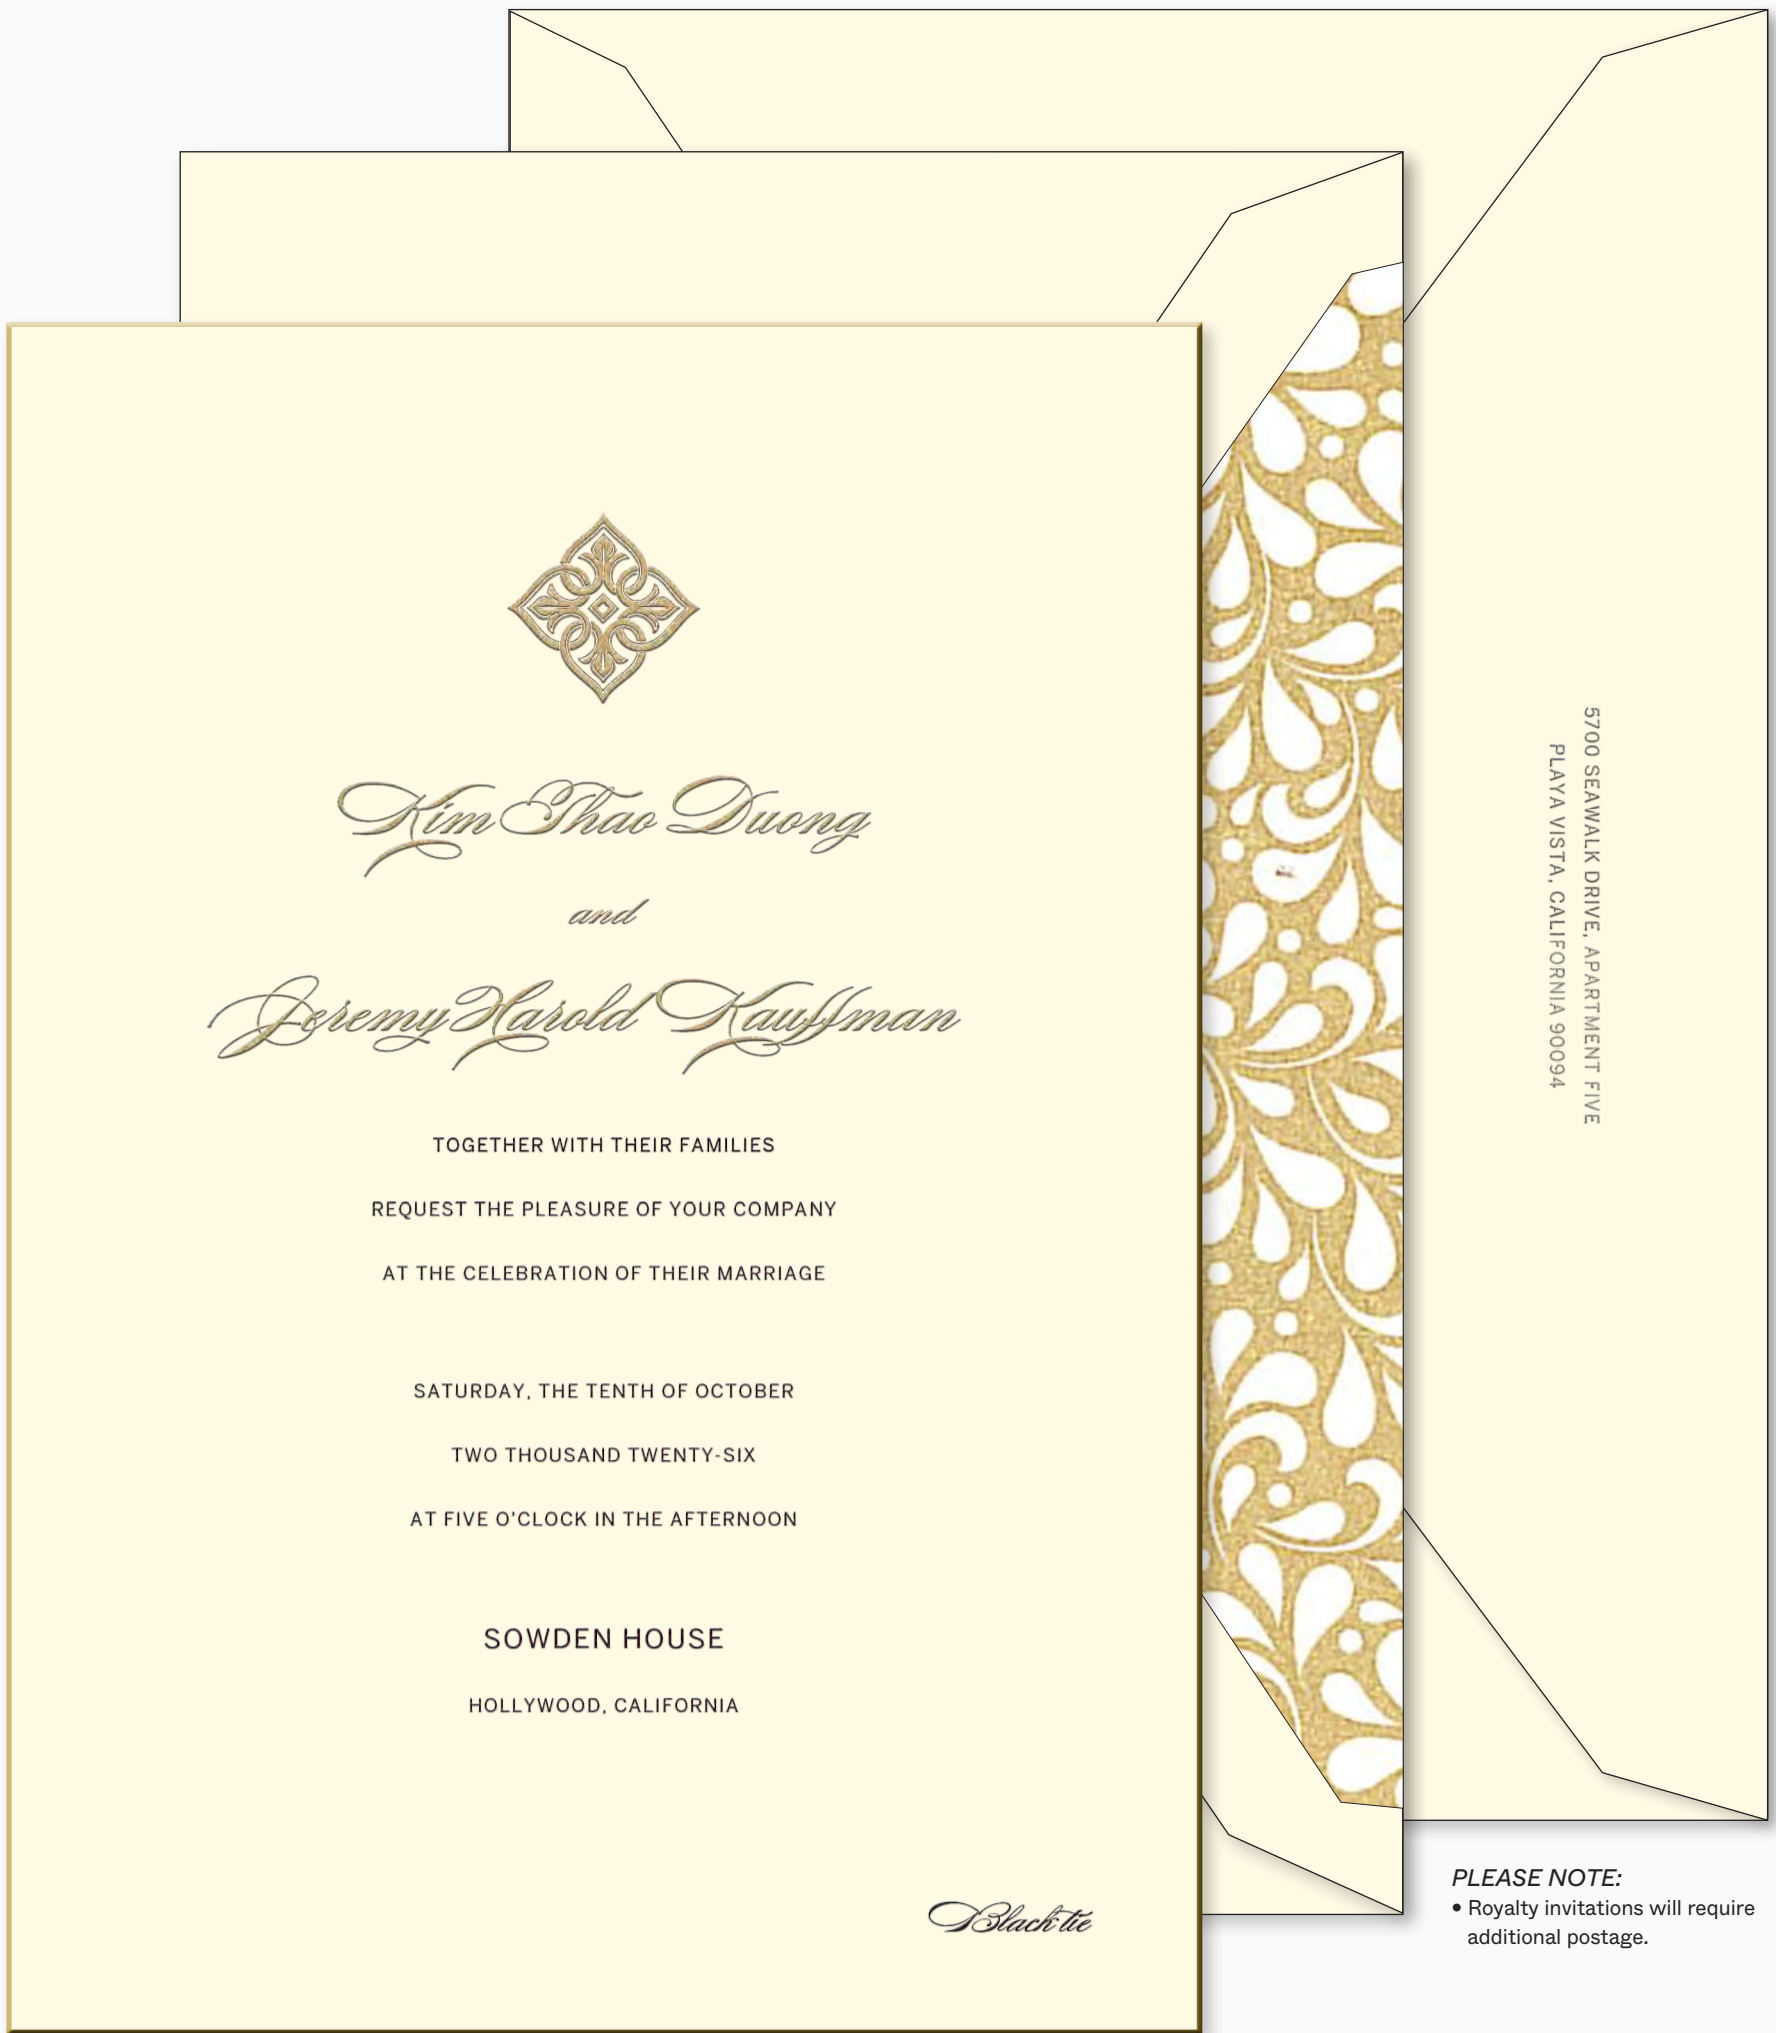 Kim Thao Duong
and
Jeremy Harold Kauffman
TOGETHER WITH THEIR FAMILIES
REQUEST THE PLEASURE OF YOUR COMPANY
AT THE CELEBRATION OF THEIR MARRIAGE
SATURDAY, THE TENTH OF OCTOBER
TWO THOUSAND TWENTY-SIX
AT FIVE O’CLOCK IN THE AFTERNOON
SOWDEN HOUSE
HOLLYWOOD, CALIFORNIA
Black tie
5700 SEAWALK DRIVE, APARTMENT FIVE
PLAYA VISTA, CALIFORNIA 90094
PLEASE NOTE:
• Royalty invitations will require
additional postage.